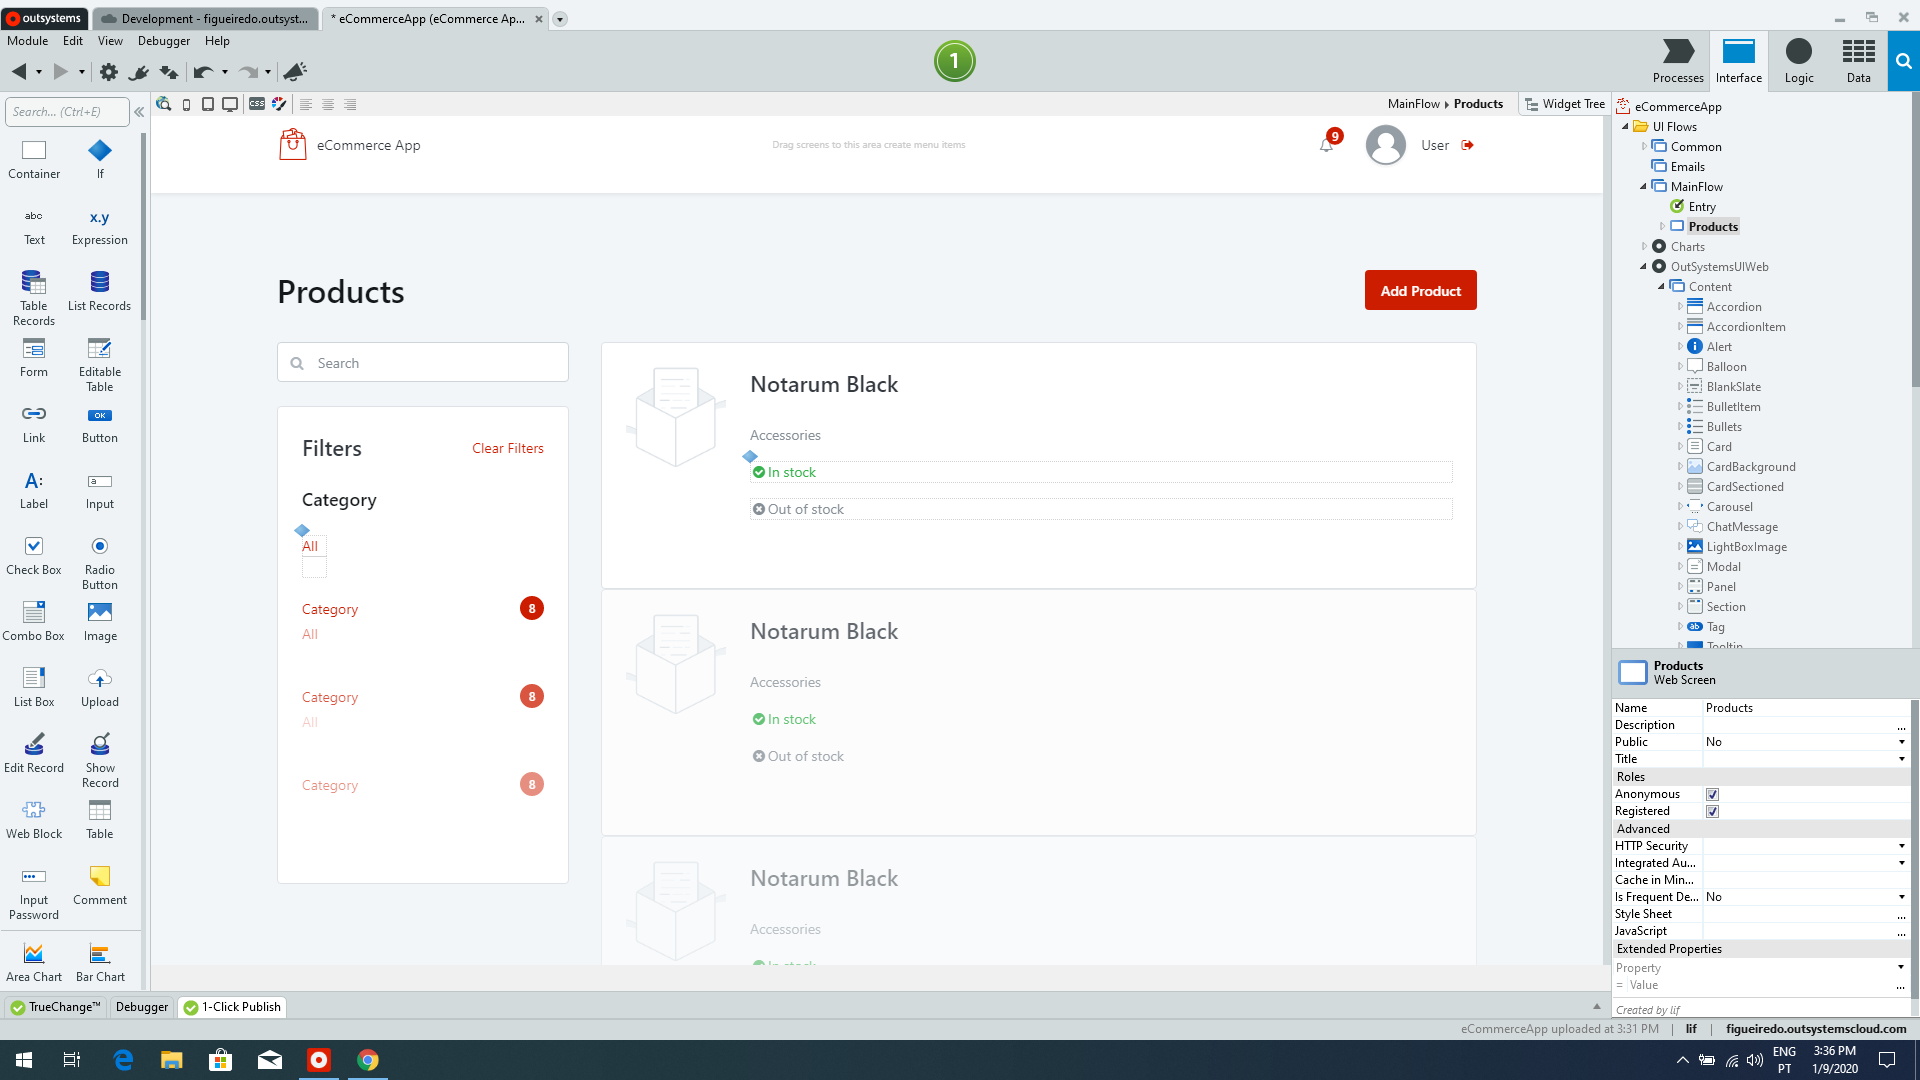 outsystems
Development - figueiredo.outsyst...
* eCommerceApp (eCommerce Ap...
Module Edit View Debugger Help
1
Processes
Interface
Logic
Data
Search... (Ctrl+E)
css
MainFlow
Products
Widget Tree
Container
If
abc
Text
x.y
Expression
Table Records
List Records
Form
Editable Table
Link
OK
Button
A:
Label
a
Input
Check Box
Radio Button
Combo Box
Image
List Box
Upload
Edit Record
Show Record
Web Block
Table
Input Password
Comment
Area Chart
Bar Chart
eCommerce App
Drag screens to this area create menu items
9
User
Products
Add Product
Search
Filters
Clear Filters
Category
All
Category
8
All
Category
8
All
Category
8
Notarum Black
Accessories
In stock
Out of stock
Notarum Black
Accessories
In stock
Out of stock
Notarum Black
Accessories
In stock
eCommerceApp
UI Flows
Common
Emails
MainFlow
Entry
Products
Charts
OutSystemsUIWeb
Content
Accordion
AccordionItem
Alert
Balloon
BlankSlate
BulletItem
Bullets
Card
CardBackground
CardSectioned
Carousel
ChatMessage
LightBoxImage
Modal
Panel
Section
ab
Tag
Tooltip
Products
Web Screen
Name Products
Description ...
Public No
Title
Roles
Anonymous
Registered
Advanced
HTTP Security
Integrated Au...
Cache in Min...
Is Frequent De... No
Style Sheet ...
JavaScript ...
Extended Properties
Property
= Value ...
Created by lif
TrueChange™
Debugger
1-Click Publish
eCommerceApp uploaded at 3:31 PM | lif | figueiredo.outsystemscloud.com
ENG
PT
3:36 PM
1/9/2020